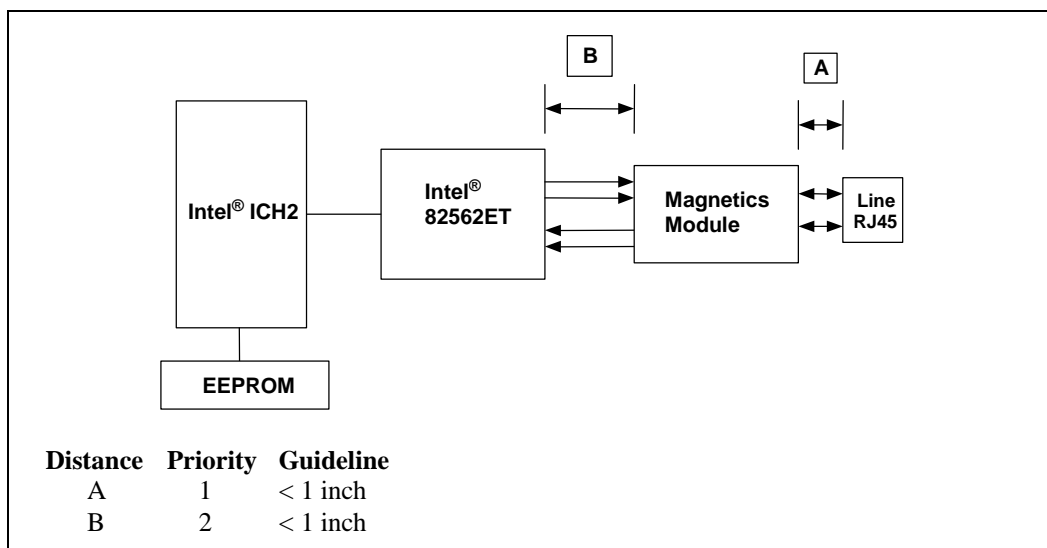 B
A
Intel® ICH2
Intel®
82562ET
Magnetics
Module
Line
RJ45
EEPROM
Distance Priority Guideline
A 1 < 1 inch
B 2 < 1 inch